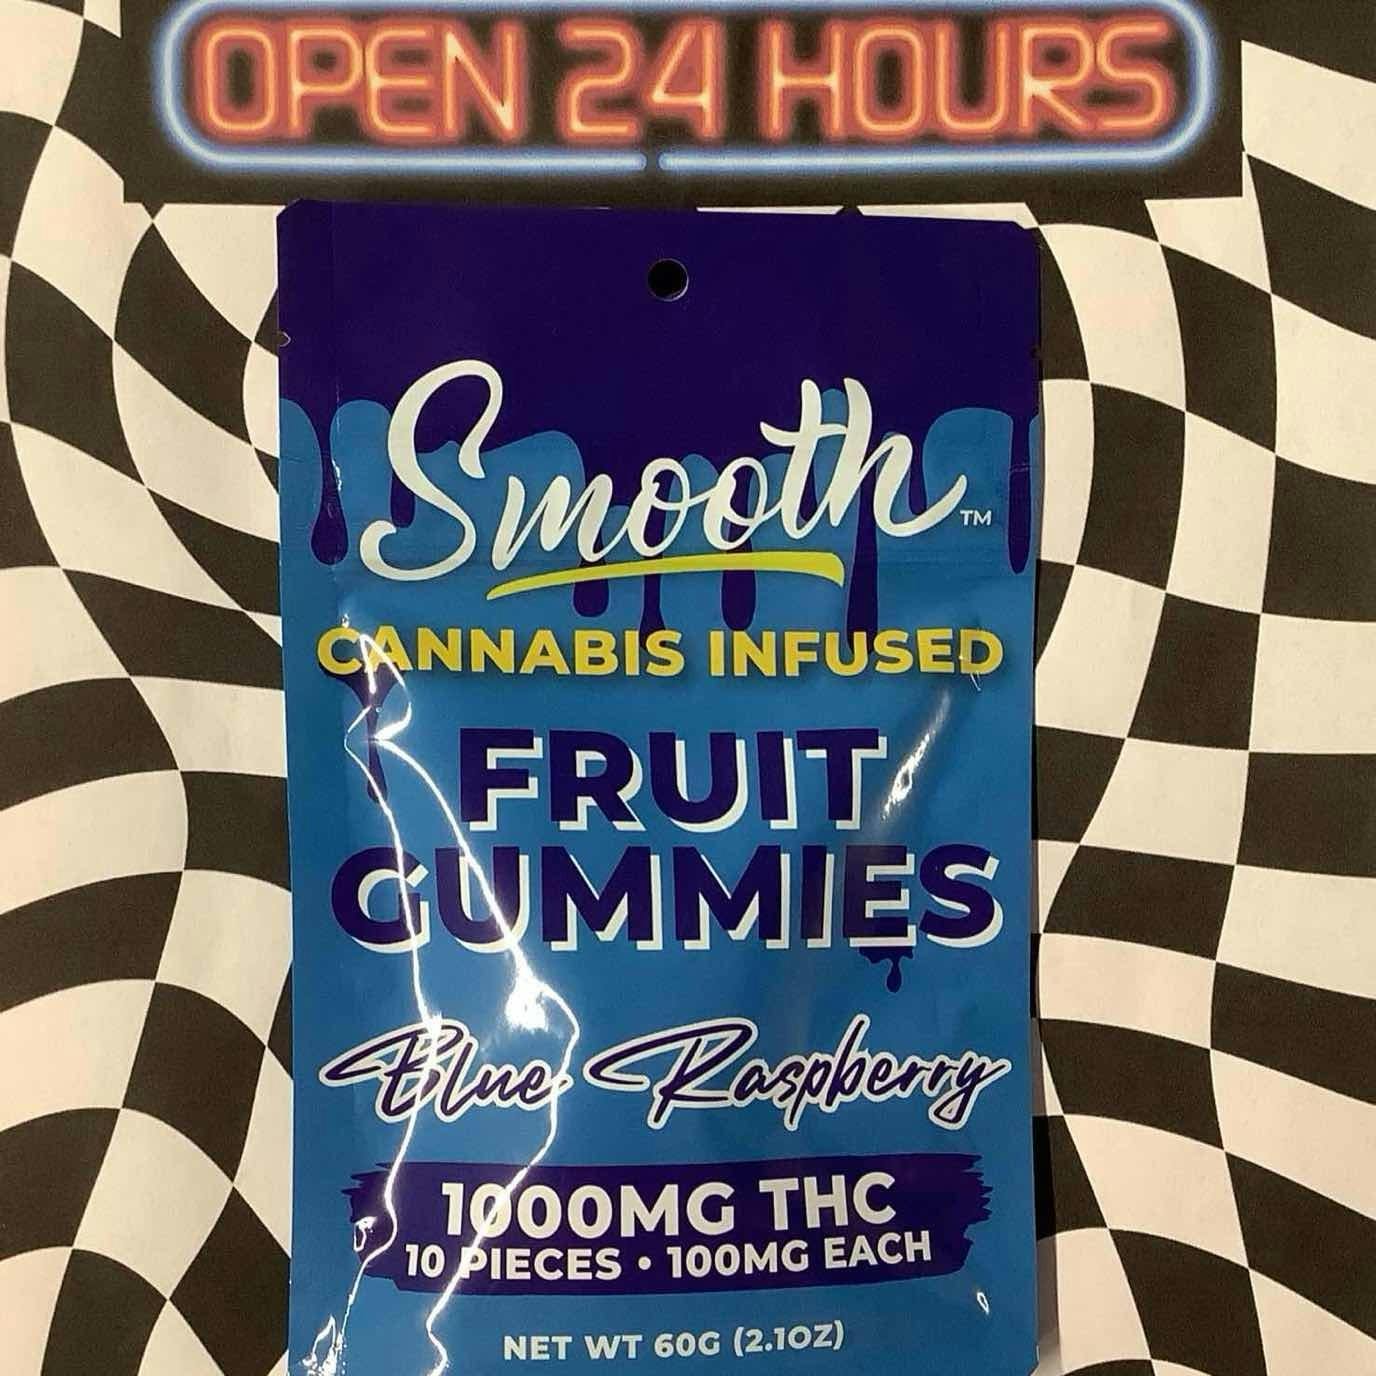 OPEN 24 HOURS
Smooth™
CANNABIS INFUSED
FRUIT
GUMMIES
Blue Raspberry
1000MG THC
10 PIECES • 100MG EACH
NET WT 60G (2.1OZ)